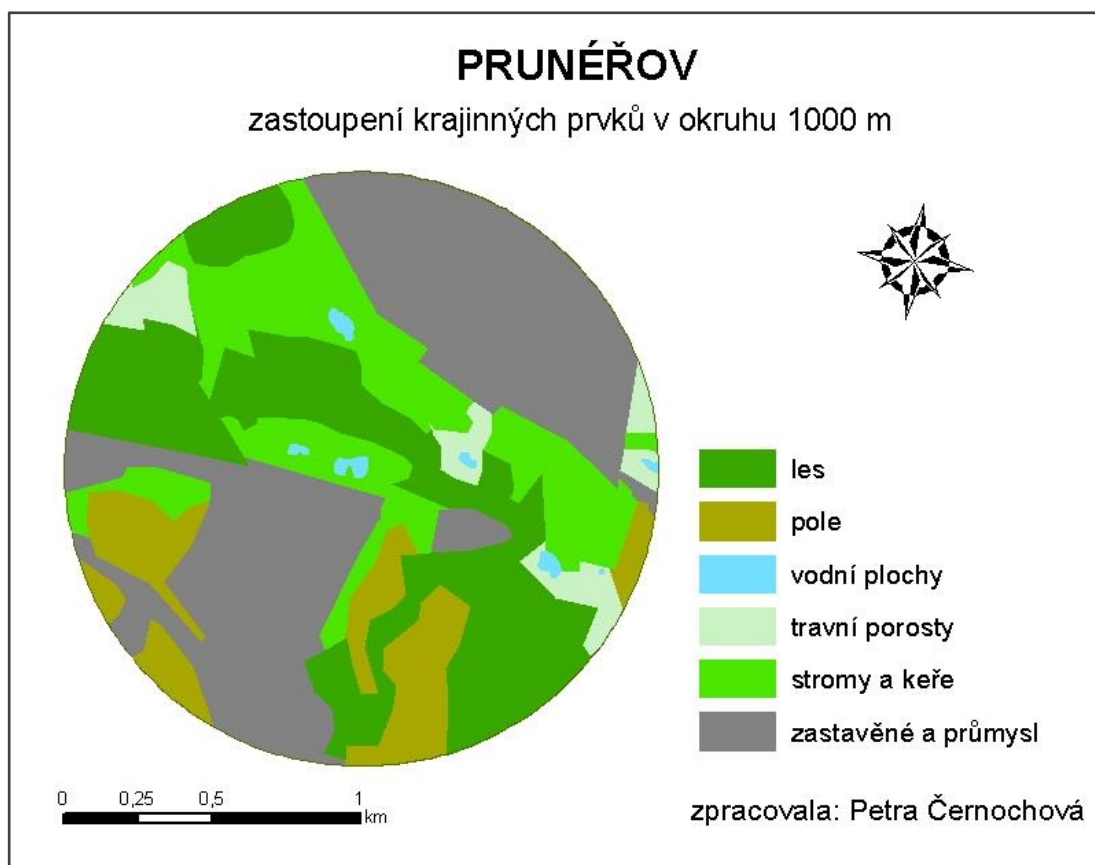 PRUNÉŘOV
zastoupení krajinných prvků v okruhu 1000 m
les
pole
vodní plochy
travní porosty
stromy a keře
zastavěné a průmysl
0 0,25 0,5 1
km
zpracovala: Petra Černochová